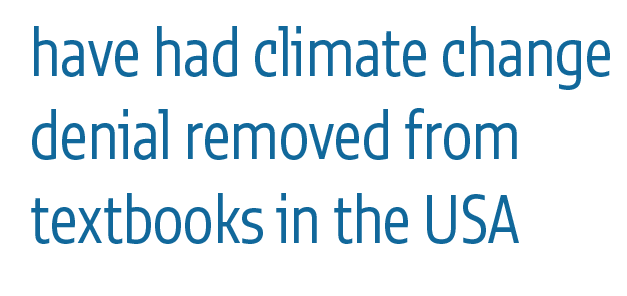 have had climate change
denial removed from
textbooks in the USA